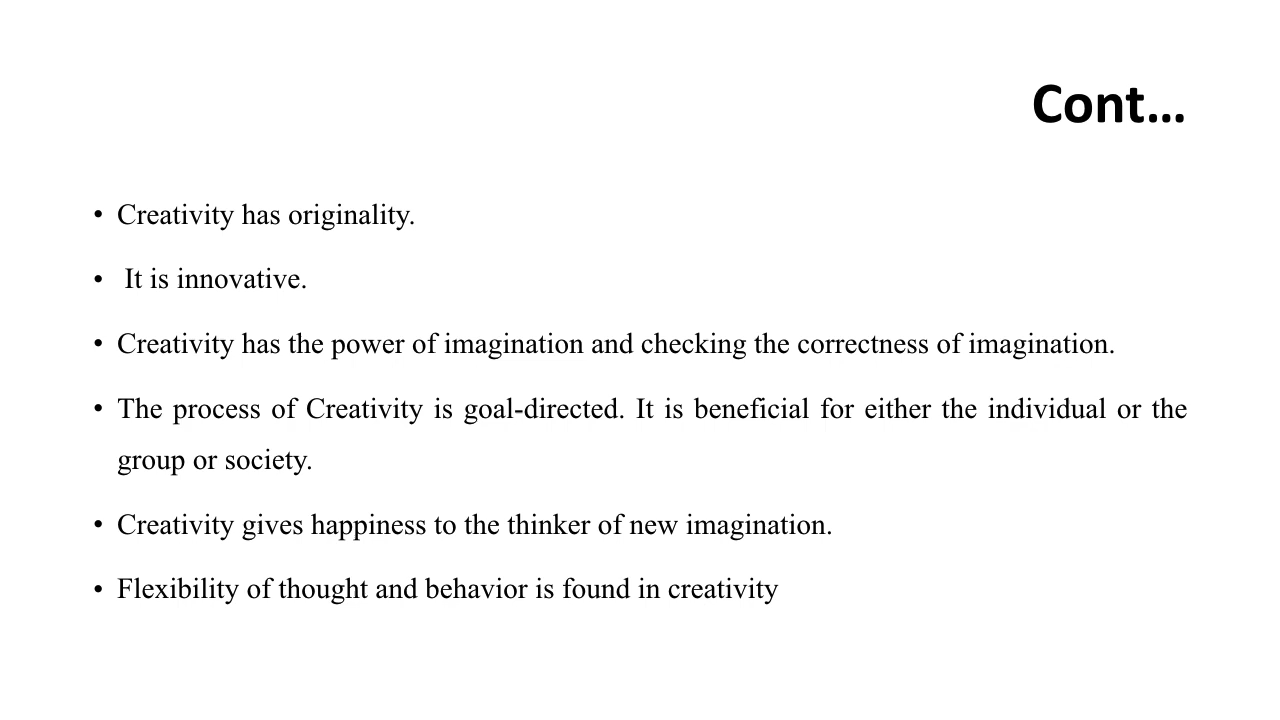 Cont...
• Creativity has originality.
• It is innovative.
• Creativity has the power of imagination and checking the correctness of imagination.
• The process of Creativity is goal-directed. It is beneficial for either the individual or the
group or society.
• Creativity gives happiness to the thinker of new imagination.
• Flexibility of thought and behavior is found in creativity